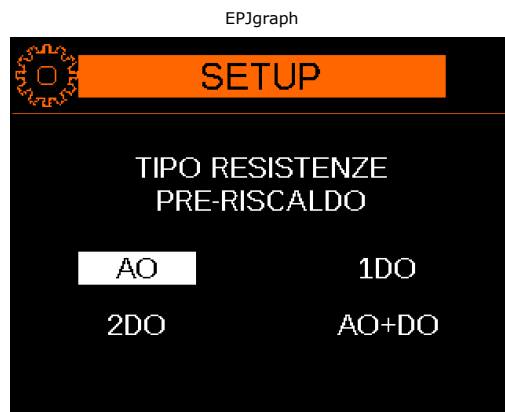 EPJgraph
SETUP
TIPO RESISTENZE
PRE-RISCALDO
AO 1DO
2DO AO+DO